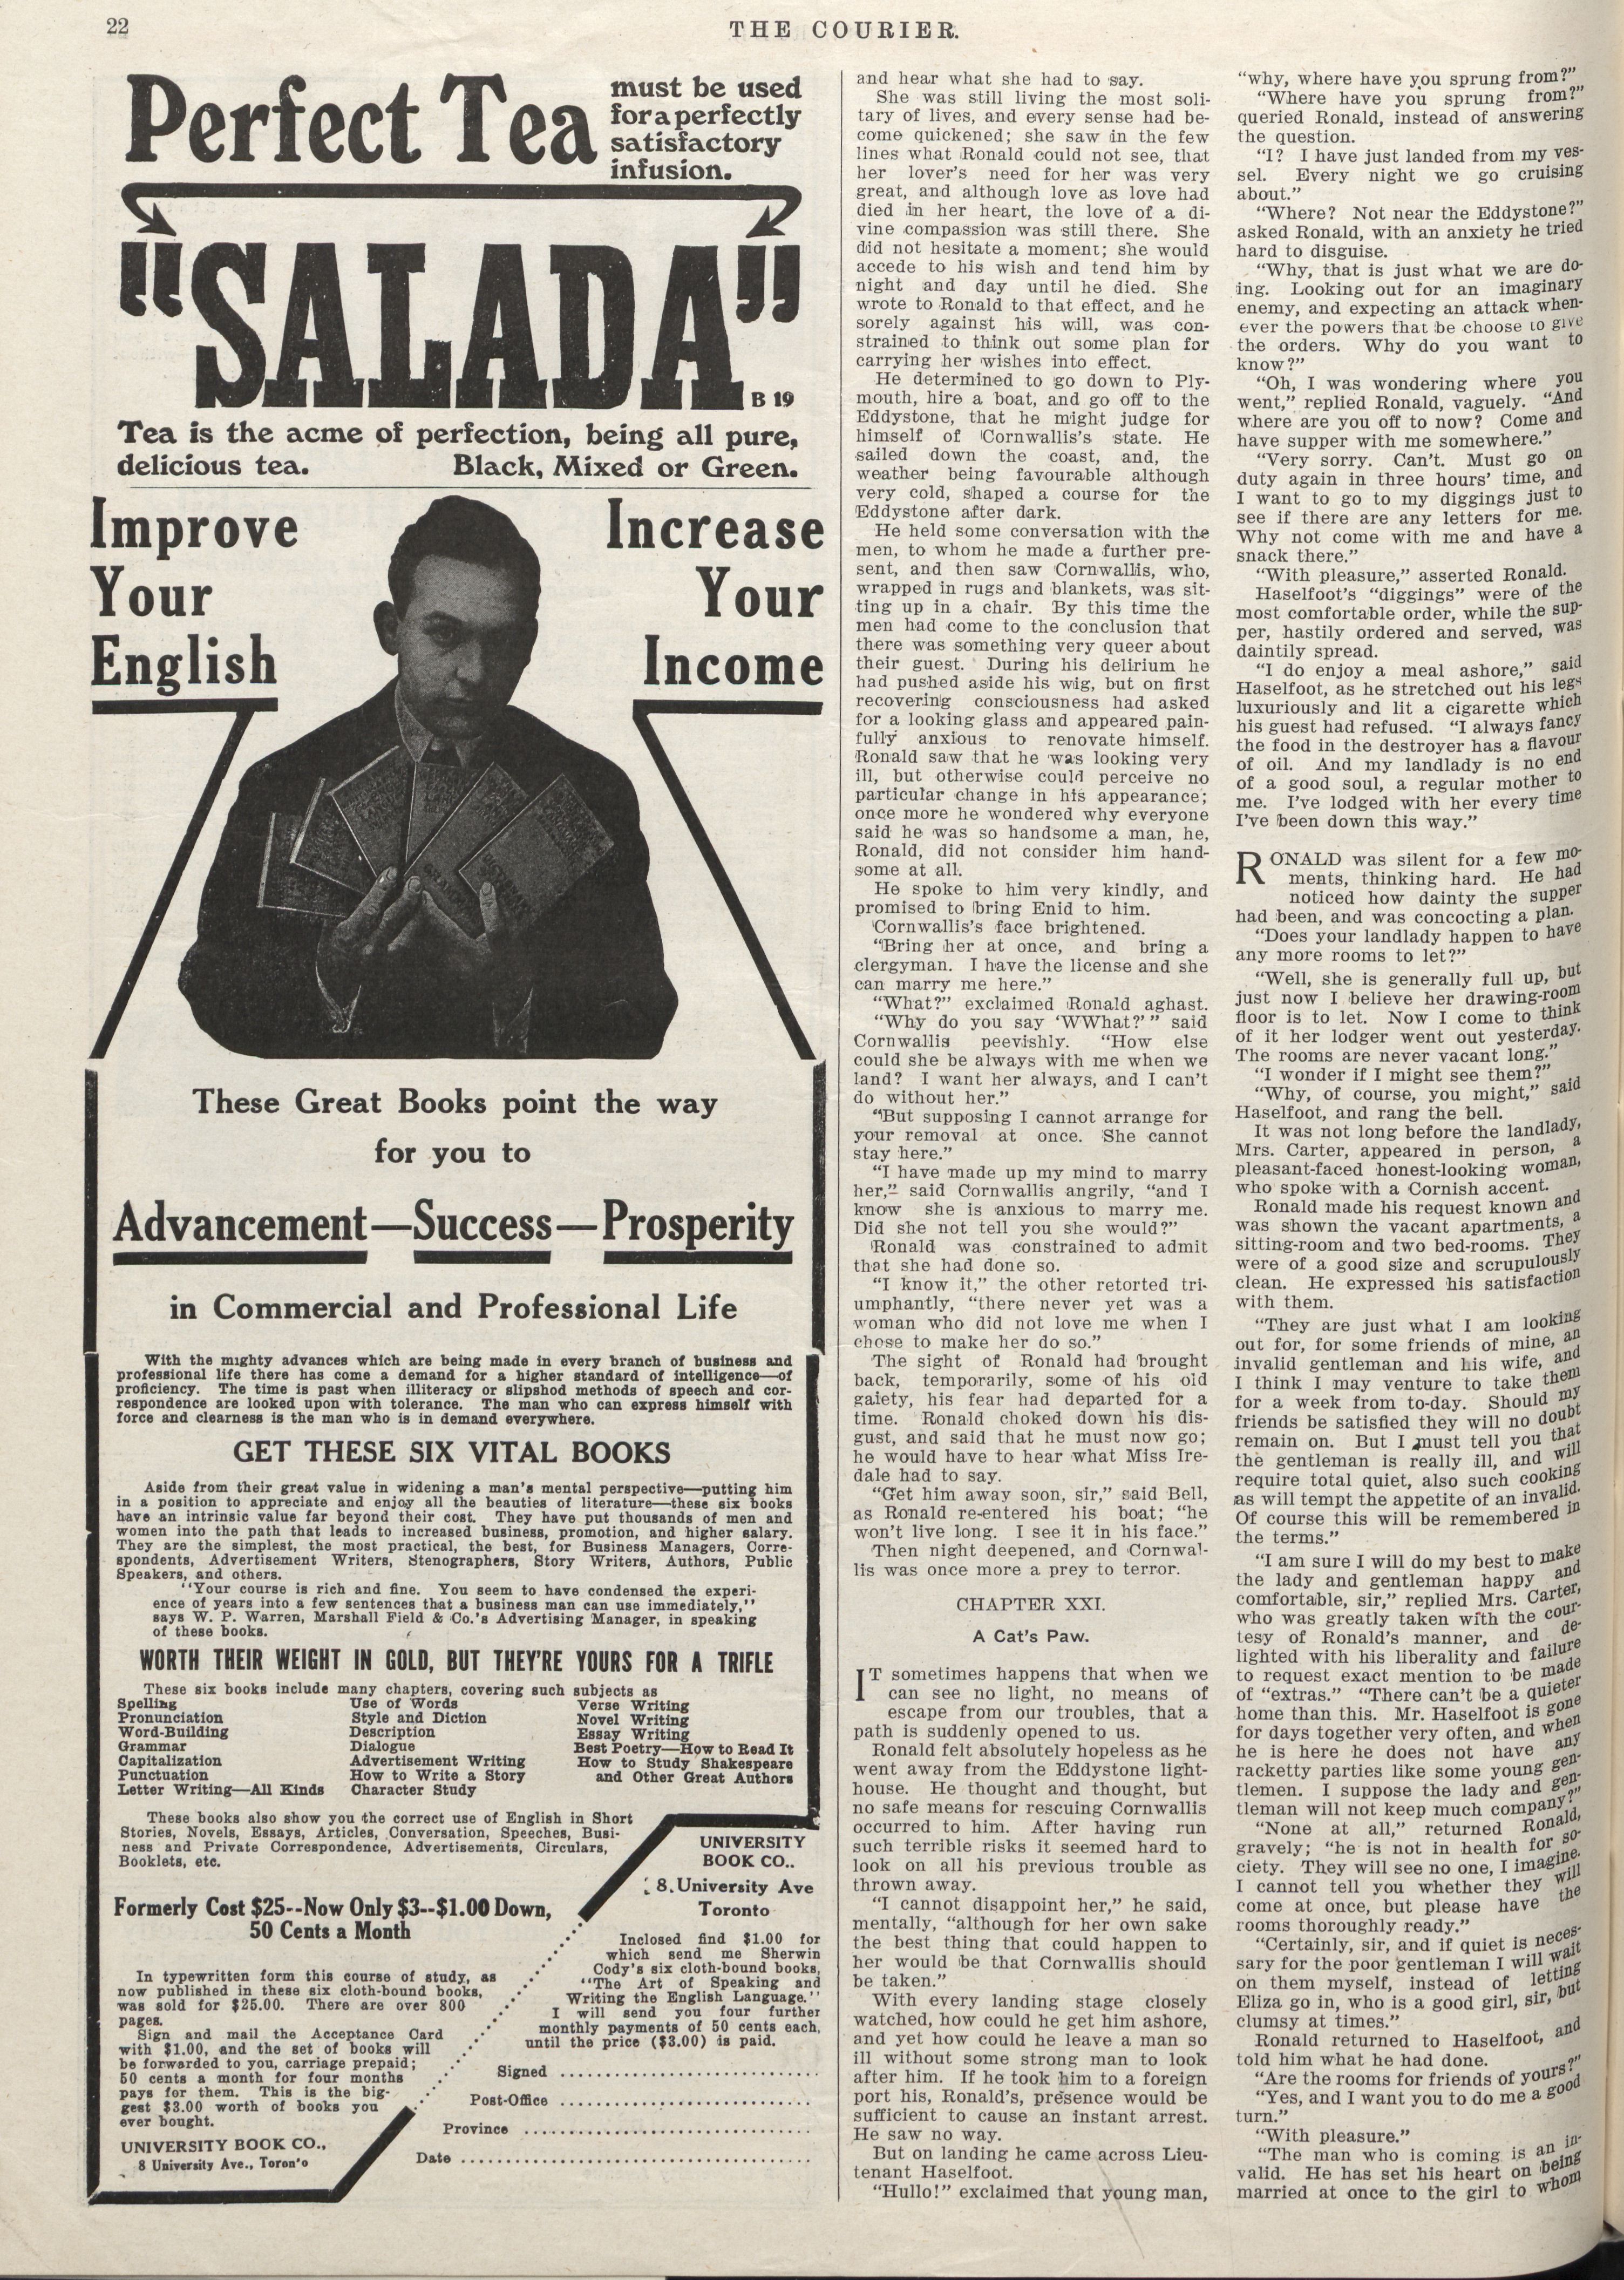 22
THE COURIER.
Perfect Tea
must be used
for a perfectly
satisfactory
infusion.
"SALADA"
B 19
Tea is the acme of perfection, being all pure,
delicious tea. Black, Mixed or Green.
Improve
Your
English
Increase
Your
Income
These Great Books point the way
for you to
Advancement—Success—Prosperity
in Commercial and Professional Life
With the mighty advances which are being made in every branch of business and
professional life there has come a demand for a higher standard of intelligence—of
proficiency. The time is past when illiteracy or slipshod methods of speech and cor-
respondence are looked upon with tolerance. The man who can express himself with
force and clearness is the man who is in demand everywhere.
GET THESE SIX VITAL BOOKS
Aside from their great value in widening a man's mental perspective—putting him
in a position to appreciate and enjoy all the beauties of literature—these six books
have an intrinsic value far beyond their cost. They have put thousands of men and
women into the path that leads to increased business, promotion, and higher salary.
They are the simplest, the most practical, the best, for Business Managers, Corre-
spondents, Advertisement Writers, Stenographers, Story Writers, Authors, Public
Speakers, and others.
"Your course is rich and fine. You seem to have condensed the experi-
ence of years into a few sentences that a business man can use immediately,"
says W. P. Warren, Marshall Field & Co.'s Advertising Manager, in speaking
of these books.
WORTH THEIR WEIGHT IN GOLD, BUT THEY'RE YOURS FOR A TRIFLE
These six books include many chapters, covering such subjects as
Spelling
Pronunciation
Word-Building
Grammar
Capitalization
Punctuation
Letter Writing—All Kinds
Use of Words
Style and Diction
Description
Dialogue
Advertisement Writing
How to Write a Story
Character Study
Verse Writing
Novel Writing
Essay Writing
Best Poetry—How to Read It
How to Study Shakespeare
and Other Great Authors
These books also show you the correct use of English in Short
Stories, Novels, Essays, Articles, Conversation, Speeches, Busi-
ness and Private Correspondence, Advertisements, Circulars,
Booklets, etc.
Formerly Cost $25--Now Only $3--$1.00 Down,
50 Cents a Month
In typewritten form this course of study, as
now published in these six cloth-bound books,
was sold for $25.00. There are over 800
pages.
Sign and mail the Acceptance Card
with $1.00, and the set of books will
be forwarded to you, carriage prepaid;
50 cents a month for four months
pays for them. This is the big-
gest $3.00 worth of books you
ever bought.
UNIVERSITY BOOK CO.,
8 University Ave., Toron'o
UNIVERSITY
BOOK CO..
8. University Ave
Toronto
Inclosed find $1.00 for
which send me Sherwin
Cody's six cloth-bound books,
"The Art of Speaking and
Writing the English Language."
I will send you four further
monthly payments of 50 cents each,
until the price ($3.00) is paid.
Signed
Post-Office
Province
Date
and hear what she had to say.
She was still living the most soli-
tary of lives, and every sense had be-
come quickened; she saw in the few
lines what Ronald could not see, that
her lover's need for her was very
great, and although love as love had
died in her heart, the love of a di-
vine compassion was still there. She
did not hesitate a moment; she would
accede to his wish and tend him by
night and day until he died. She
wrote to Ronald to that effect, and he
sorely against his will, was con-
strained to think out some plan for
carrying her wishes into effect.
He determined to go down to Ply-
mouth, hire a boat, and go off to the
Eddystone, that he might judge for
himself of Cornwallis's state. He
sailed down the coast, and, the
weather being favourable although
very cold, shaped a course for the
Eddystone after dark.
He held some conversation with the
men, to whom he made a further pre-
sent, and then saw Cornwallis, who,
wrapped in rugs and blankets, was sit-
ting up in a chair. By this time the
men had come to the conclusion that
there was something very queer about
their guest. During his delirium he
had pushed aside his wig, but on first
recovering consciousness had asked
for a looking glass and appeared pain-
fully anxious to renovate himself.
Ronald saw that he was looking very
ill, but otherwise could perceive no
particular change in his appearance;
once more he wondered why everyone
said he was so handsome a man, he,
Ronald, did not consider him hand-
some at all.
He spoke to him very kindly, and
promised to bring Enid to him.
Cornwallis's face brightened.
"Bring her at once, and bring a
clergyman. I have the license and she
can marry me here."
"What?" exclaimed Ronald aghast.
"Why do you say 'WWhat?'" said
Cornwallis peevishly. "How else
could she be always with me when we
land? I want her always, and I can't
do without her."
"But supposing I cannot arrange for
your removal at once. She cannot
stay here."
"I have made up my mind to marry
her," said Cornwallis angrily, "and I
know she is anxious to marry me.
Did she not tell you she would?"
Ronald was constrained to admit
that she had done so.
"I know it," the other retorted tri-
umphantly, "there never yet was a
woman who did not love me when I
chose to make her do so."
The sight of Ronald had brought
back, temporarily, some of his old
gaiety, his fear had departed for a
time. Ronald choked down his dis-
gust, and said that he must now go;
he would have to hear what Miss Ire-
dale had to say.
"Get him away soon, sir," said Bell,
as Ronald re-entered his boat; "he
won't live long. I see it in his face."
Then night deepened, and Cornwal-
lis was once more a prey to terror.
CHAPTER XXI.
A Cat's Paw.
IT sometimes happens that when we
can see no light, no means of
escape from our troubles, that a
path is suddenly opened to us.
Ronald felt absolutely hopeless as he
went away from the Eddystone light-
house. He thought and thought, but
no safe means for rescuing Cornwallis
occurred to him. After having run
such terrible risks it seemed hard to
look on all his previous trouble as
thrown away.
"I cannot disappoint her," he said,
mentally, "although for her own sake
the best thing that could happen to
her would be that Cornwallis should
be taken."
With every landing stage closely
watched, how could he get him ashore,
and yet how could he leave a man so
ill without some strong man to look
after him. If he took him to a foreign
port his, Ronald's, presence would be
sufficient to cause an instant arrest.
He saw no way.
But on landing he came across Lieu-
tenant Haselfoot.
"Hullo!" exclaimed that young man,
"why, where have you sprung from?"
"Where have you sprung from?"
queried Ronald, instead of answering
the question.
"I? I have just landed from my ves-
sel. Every night we go cruising
about."
"Where? Not near the Eddystone?"
asked Ronald, with an anxiety he tried
hard to disguise.
"Why, that is just what we are do-
ing. Looking out for an imaginary
enemy, and expecting an attack when-
ever the powers that be choose to give
the orders. Why do you want to
know?"
"Oh, I was wondering where you
went," replied Ronald, vaguely. "And
where are you off to now? Come and
have supper with me somewhere."
"Very sorry. Can't. Must go on
duty again in three hours' time, and
I want to go to my diggings just to
see if there are any letters for me.
Why not come with me and have a
snack there."
"With pleasure," asserted Ronald.
Haselfoot's "diggings" were of the
most comfortable order, while the sup-
per, hastily ordered and served, was
daintily spread.
"I do enjoy a meal ashore," said
Haselfoot, as he stretched out his legs
luxuriously and lit a cigarette which
his guest had refused. "I always fancy
the food in the destroyer has a flavour
of oil. And my landlady is no end
of a good soul, a regular mother to
me. I've lodged with her every time
I've been down this way."
RONALD was silent for a few mo-
ments, thinking hard. He had
noticed how dainty the supper
had been, and was concocting a plan.
"Does your landlady happen to have
any more rooms to let?"
"Well, she is generally full up, but
just now I believe her drawing-room
floor is to let. Now I come to think
of it her lodger went out yesterday.
The rooms are never vacant long."
"I wonder if I might see them?"
"Why, of course, you might," said
Haselfoot, and rang the bell.
It was not long before the landlady,
Mrs. Carter, appeared in person, a
pleasant-faced honest-looking woman,
who spoke with a Cornish accent.
Ronald made his request known and
was shown the vacant apartments, a
sitting-room and two bed-rooms. They
were of a good size and scrupulously
clean. He expressed his satisfaction
with them.
"They are just what I am looking
out for, for some friends of mine, an
invalid gentleman and his wife, and
I think I may venture to take them
for a week from to-day. Should my
friends be satisfied they will no doubt
remain on. But I must tell you that
the gentleman is really ill, and will
require total quiet, also such cooking
as will tempt the appetite of an invalid.
Of course this will be remembered in
the terms."
"I am sure I will do my best to make
the lady and gentleman happy and
comfortable, sir," replied Mrs. Carter,
who was greatly taken with the cour-
tesy of Ronald's manner, and de-
lighted with his liberality and failure
to request exact mention to be made
of "extras." "There can't be a quieter
home than this. Mr. Haselfoot is gone
for days together very often, and when
he is here he does not have any
racketty parties like some young gen-
tlemen. I suppose the lady and gen-
tleman will not keep much company?"
"None at all," returned Ronald,
gravely; "he is not in health for so-
ciety. They will see no one, I imagine.
I cannot tell you whether they will
come at once, but please have the
rooms thoroughly ready."
"Certainly, sir, and if quiet is neces-
sary for the poor gentleman I will wait
on them myself, instead of letting
Eliza go in, who is a good girl, sir, but
clumsy at times."
Ronald returned to Haselfoot, and
told him what he had done.
"Are the rooms for friends of yours?"
"Yes, and I want you to do me a good
turn."
"With pleasure."
"The man who is coming is an in-
valid. He has set his heart on being
married at once to the girl to whom